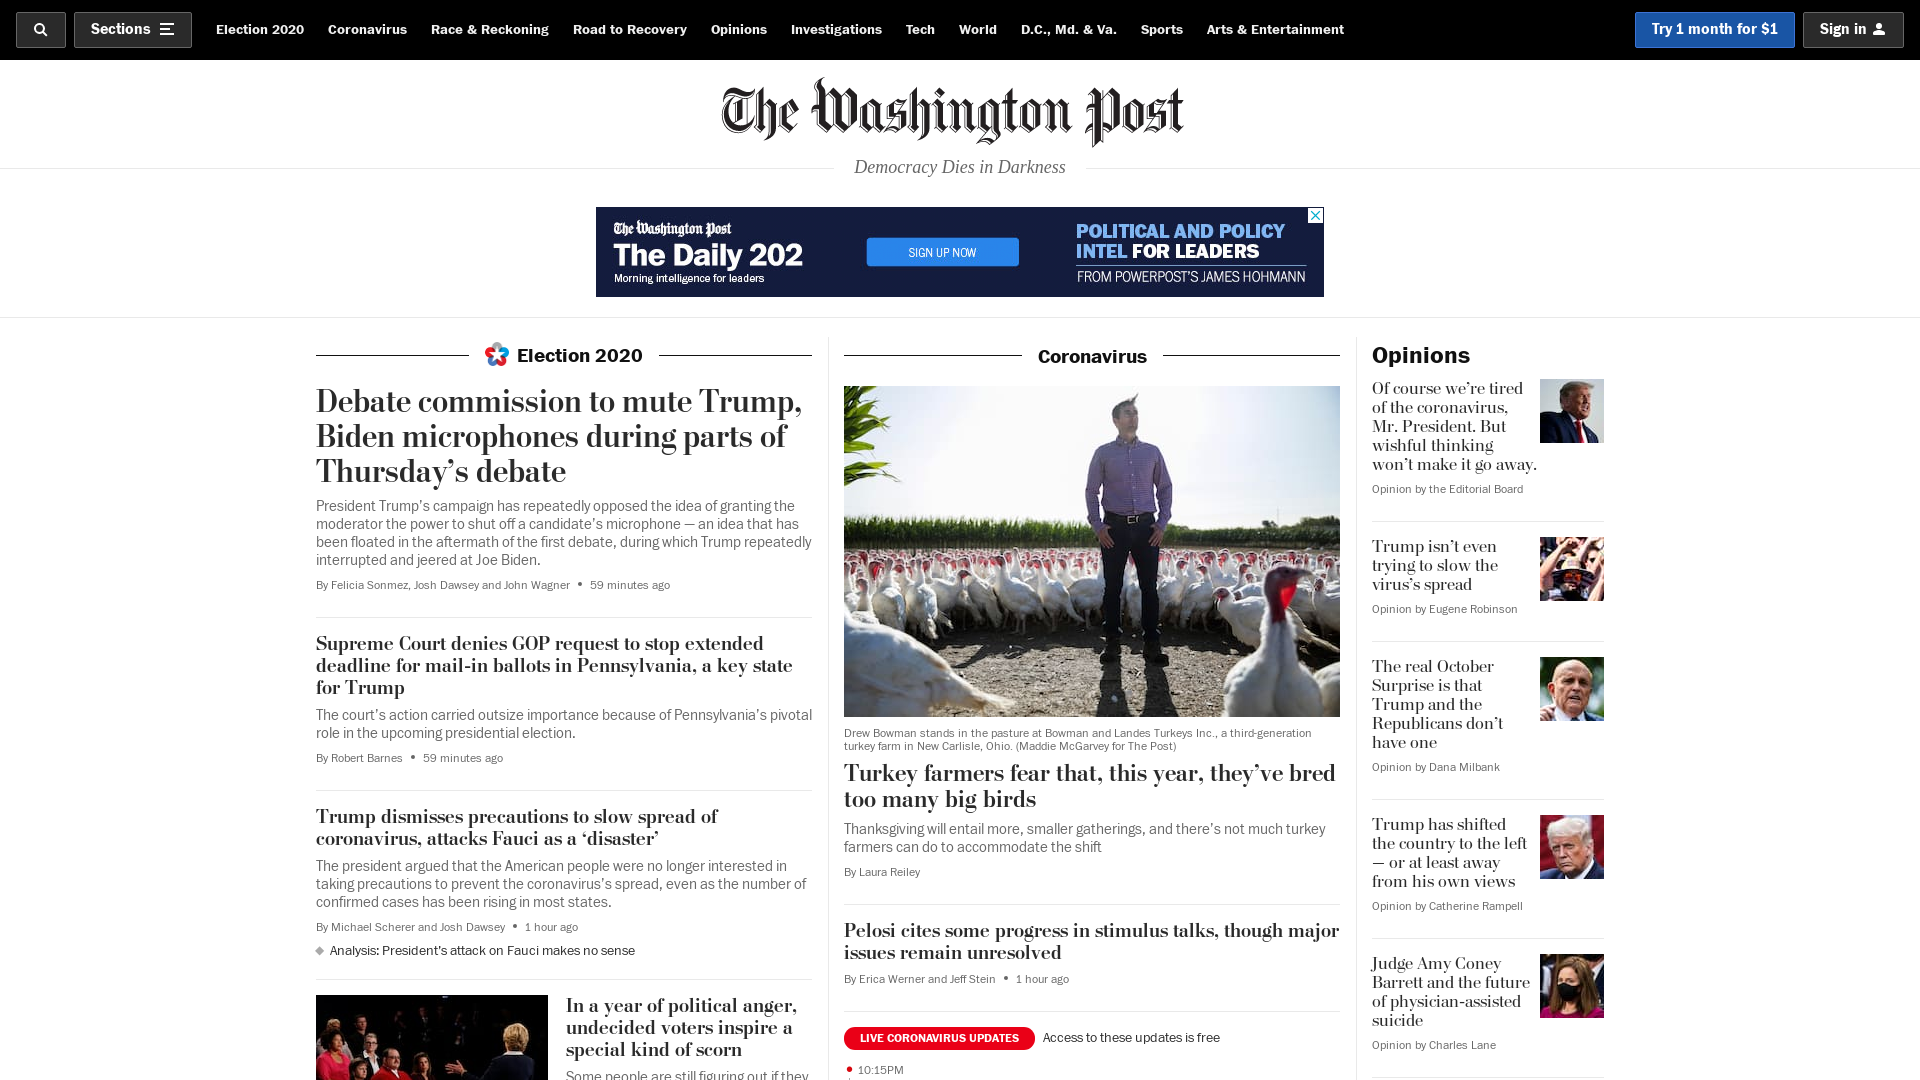 Sections
Election 2020
Coronavirus
Race & Reckoning
Road to Recovery
Opinions
Investigations
Tech
World
D.C., Md. & Va.
Sports
Arts & Entertainment
Try 1 month for $1
Sign in
The Washington Post
Democracy Dies in Darkness
The Washington Post
The Daily 202
Morning intelligence for leaders
SIGN UP NOW
POLITICAL AND POLICY
INTEL FOR LEADERS
FROM POWERPOST'S JAMES HOHMANN
Election 2020
Debate commission to mute Trump,
Biden microphones during parts of
Thursday’s debate
President Trump’s campaign has repeatedly opposed the idea of granting the
moderator the power to shut off a candidate’s microphone — an idea that has
been floated in the aftermath of the first debate, during which Trump repeatedly
interrupted and jeered at Joe Biden.
By Felicia Sonmez, Josh Dawsey and John Wagner • 59 minutes ago
Supreme Court denies GOP request to stop extended
deadline for mail-in ballots in Pennsylvania, a key state
for Trump
The court’s action carried outsize importance because of Pennsylvania’s pivotal
role in the upcoming presidential election.
By Robert Barnes • 59 minutes ago
Trump dismisses precautions to slow spread of
coronavirus, attacks Fauci as a ‘disaster’
The president argued that the American people were no longer interested in
taking precautions to prevent the coronavirus’s spread, even as the number of
confirmed cases has been rising in most states.
By Michael Scherer and Josh Dawsey • 1 hour ago
Analysis: President’s attack on Fauci makes no sense
In a year of political anger,
undecided voters inspire a
special kind of scorn
Some people are still figuring out if they
Coronavirus
Drew Bowman stands in the pasture at Bowman and Landes Turkeys Inc., a third-generation
turkey farm in New Carlisle, Ohio. (Maddie McGarvey for The Post)
Turkey farmers fear that, this year, they’ve bred
too many big birds
Thanksgiving will entail more, smaller gatherings, and there’s not much turkey
farmers can do to accommodate the shift
By Laura Reiley
Pelosi cites some progress in stimulus talks, though major
issues remain unresolved
By Erica Werner and Jeff Stein • 1 hour ago
LIVE CORONAVIRUS UPDATES Access to these updates is free
10:15PM
Opinions
Of course we’re tired
of the coronavirus,
Mr. President. But
wishful thinking
won’t make it go away.
Opinion by the Editorial Board
Trump isn’t even
trying to slow the
virus’s spread
Opinion by Eugene Robinson
The real October
Surprise is that
Trump and the
Republicans don’t
have one
Opinion by Dana Milbank
Trump has shifted
the country to the left
— or at least away
from his own views
Opinion by Catherine Rampell
Judge Amy Coney
Barrett and the future
of physician-assisted
suicide
Opinion by Charles Lane